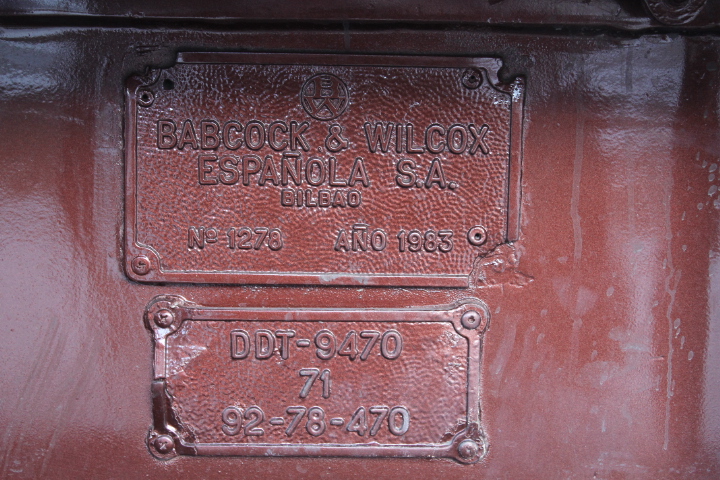 BABCOCK & WILCOX
ESPAÑOLA S.A.
BILBAO
Nº 1278 AÑO 1983
DDT-9470
71
92-78-470